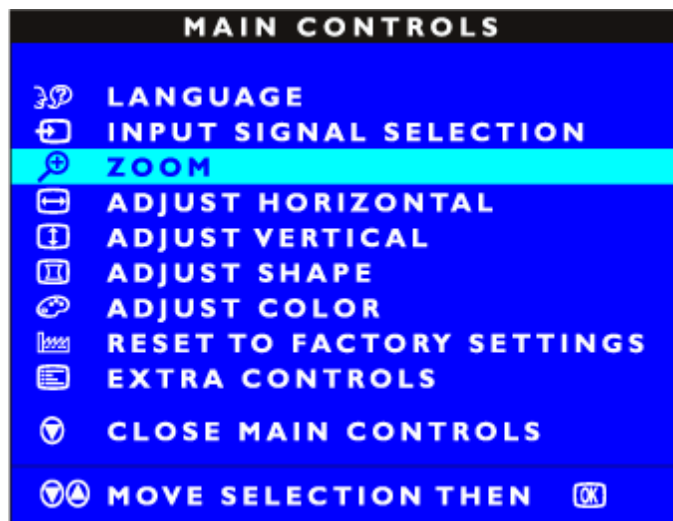 MAIN CONTROLS
LANGUAGE
INPUT SIGNAL SELECTION
ZOOM
ADJUST HORIZONTAL
ADJUST VERTICAL
ADJUST SHAPE
ADJUST COLOR
RESET TO FACTORY SETTINGS
EXTRA CONTROLS
CLOSE MAIN CONTROLS
MOVE SELECTION THEN OK